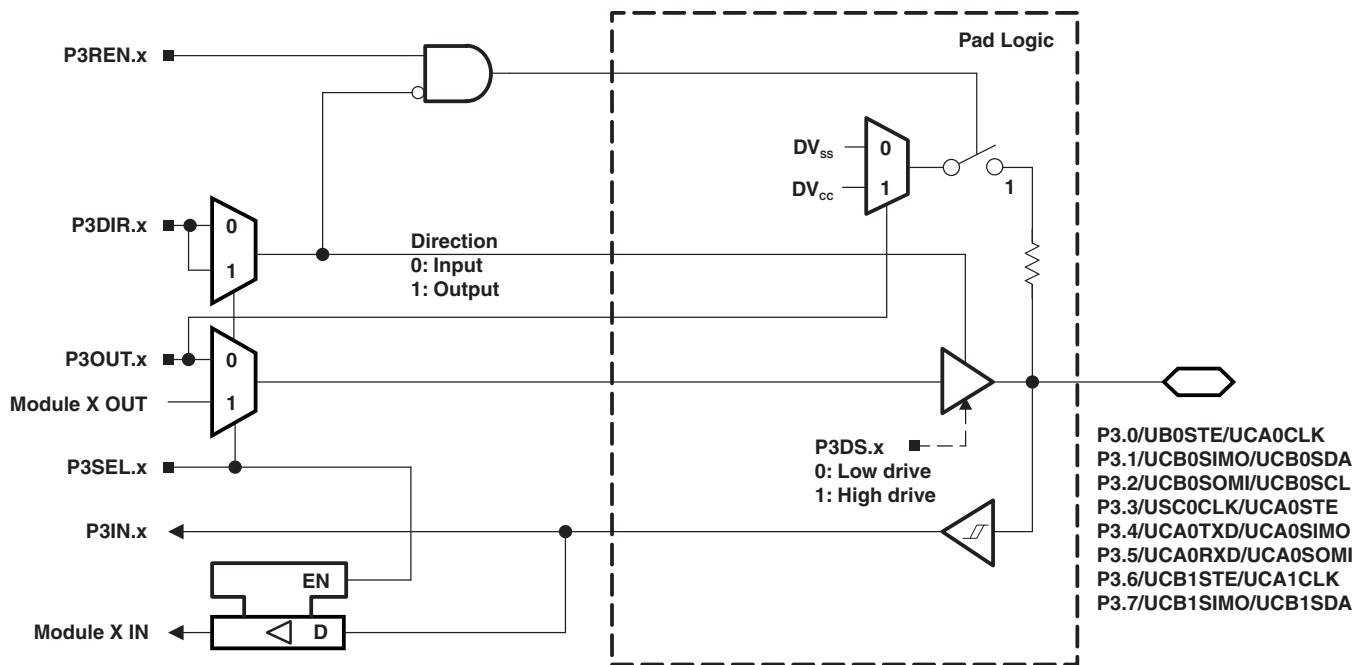 Pad Logic
P3REN.x
DVss
0
DVcc
1
1
P3DIR.x
0
1
Direction
0: Input
1: Output
P3OUT.x
0
Module X OUT
1
P3DS.x
0: Low drive
1: High drive
P3SEL.x
P3IN.x
EN
Module X IN
D
P3.0/UB0STE/UCA0CLK
P3.1/UCB0SIMO/UCB0SDA
P3.2/UCB0SOMI/UCB0SCL
P3.3/USC0CLK/UCA0STE
P3.4/UCA0TXD/UCA0SIMO
P3.5/UCA0RXD/UCA0SOMI
P3.6/UCB1STE/UCA1CLK
P3.7/UCB1SIMO/UCB1SDA